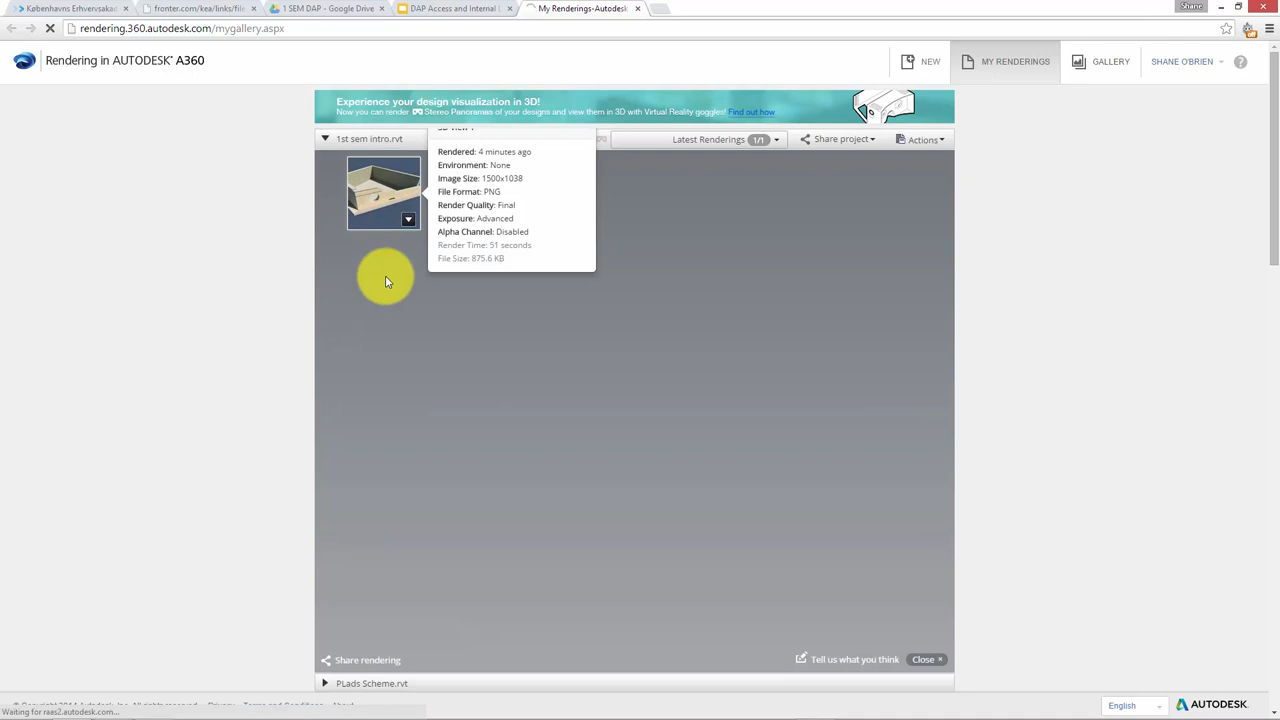 Københavns Erhvervsakad
fronter.com/kea/links/file
1 SEM DAP - Google Drive
DAP Access and Internal L
My Renderings-Autodesk
Shane
rendering.360.autodesk.com/mygallery.aspx
Rendering in AUTODESK® A360
NEW
MY RENDERINGS
GALLERY
SHANE O'BRIEN
Experience your design visualization in 3D!
Now you can render Stereo Panoramas of your designs and view them in 3D with Virtual Reality goggles! Find out how
1st sem intro.rvt
Latest Renderings 1/1
Share project
Actions
Rendered: 4 minutes ago
Environment: None
Image Size: 1500x1038
File Format: PNG
Render Quality: Final
Exposure: Advanced
Alpha Channel: Disabled
Render Time: 51 seconds
File Size: 875.6 KB
Share rendering
Tell us what you think
Close ×
PLads Scheme.rvt
English
AUTODESK.
Waiting for raas2.autodesk.com...